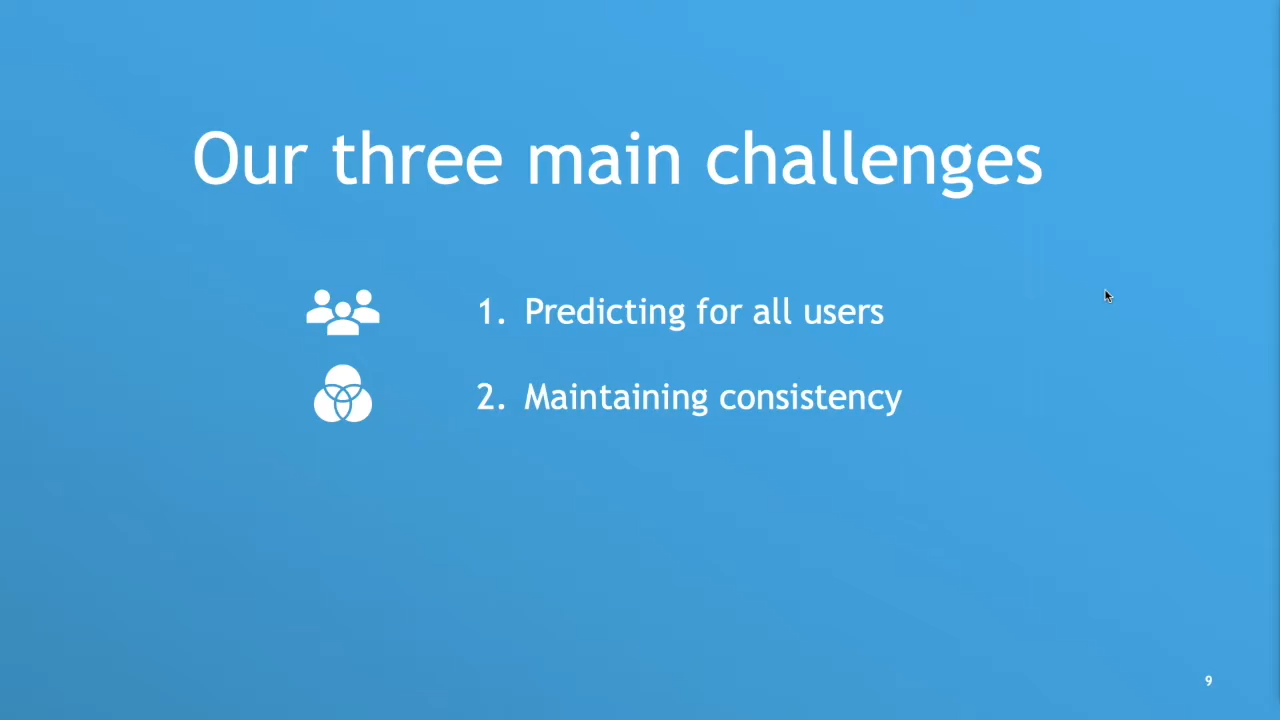 Our three main challenges
1. Predicting for all users
2. Maintaining consistency
9